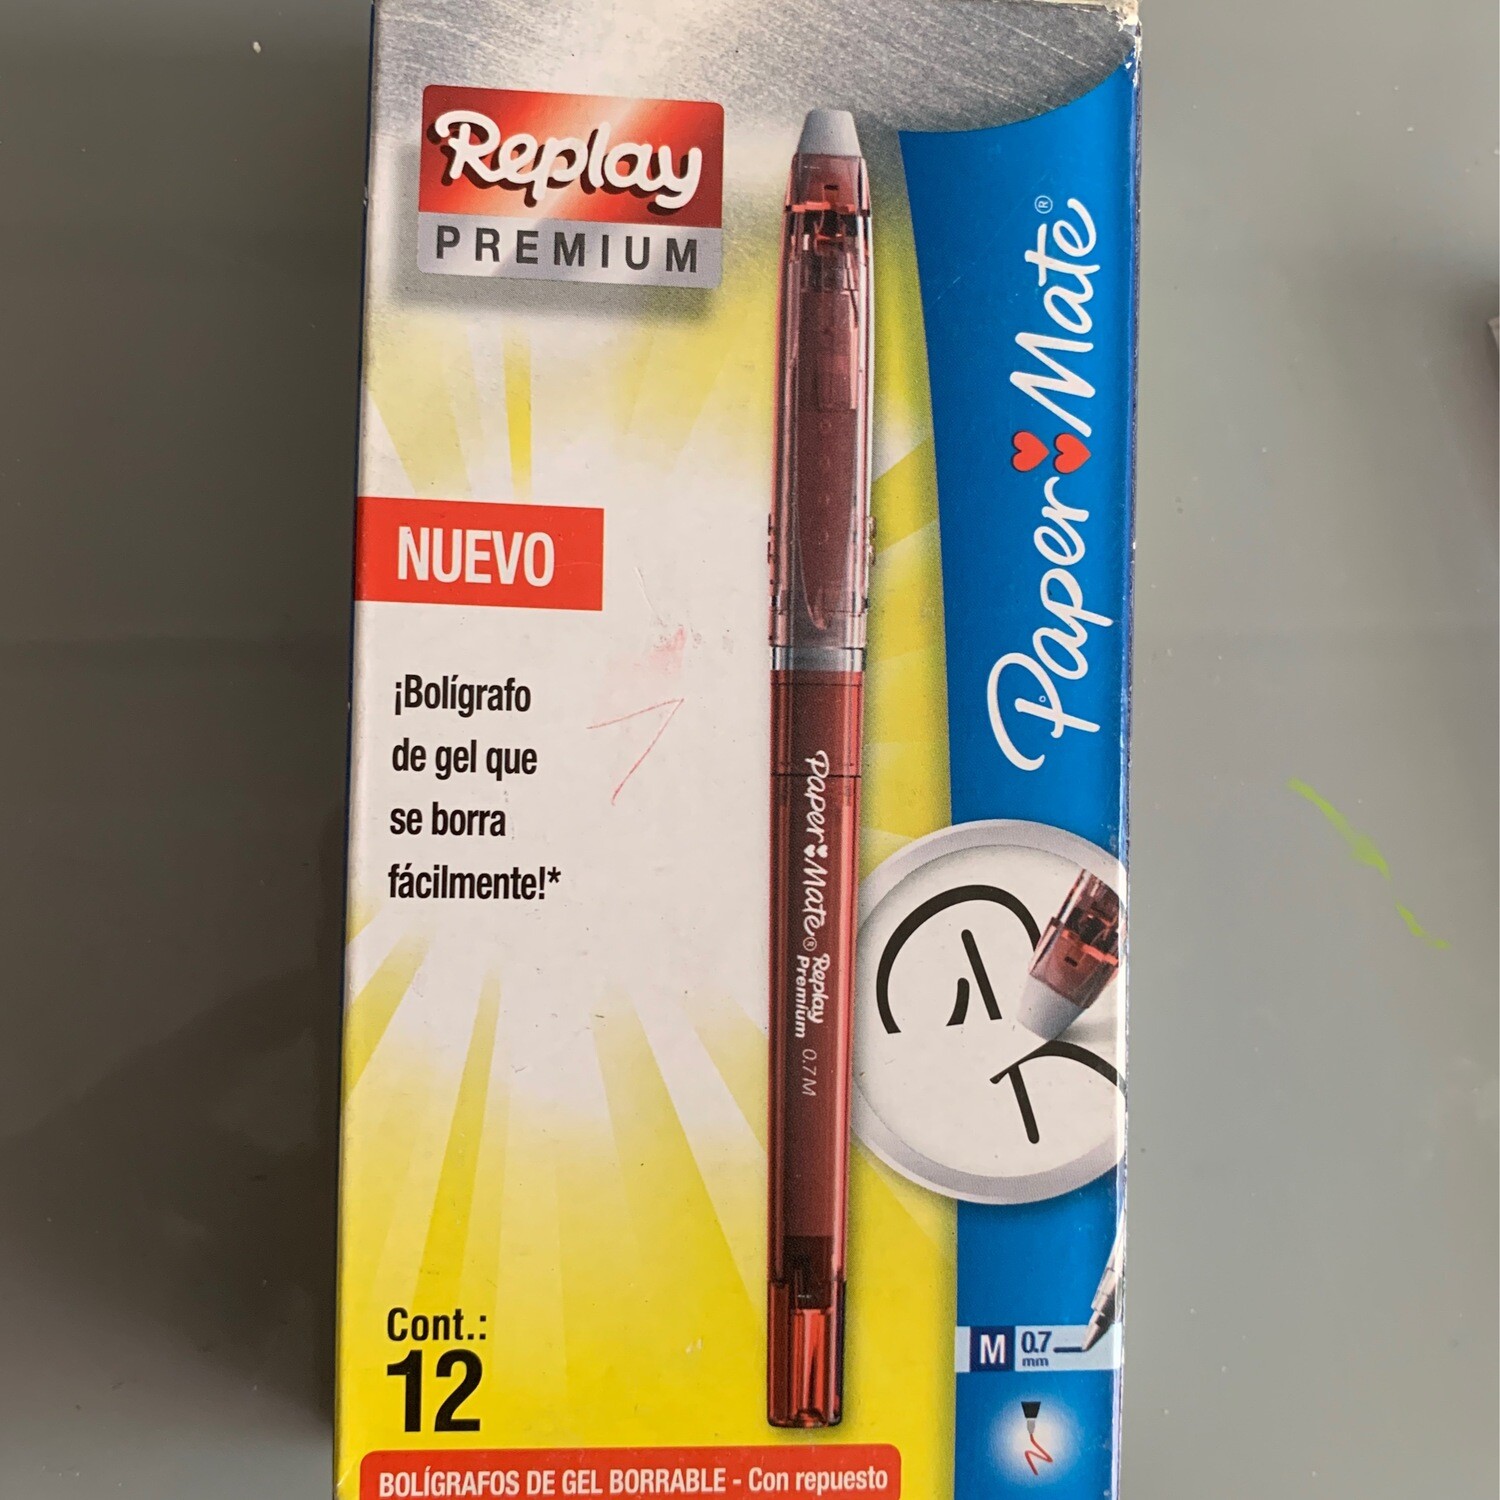 Replay
PREMIUM
Paper Mate®
NUEVO
¡Bolígrafo
de gel que
se borra
fácilmente!*
Paper Mate® Replay
Premium 0.7 M
Cont.:
12
M 0.7
mm
BOLÍGRAFOS DE GEL BORRABLE - Con repuesto